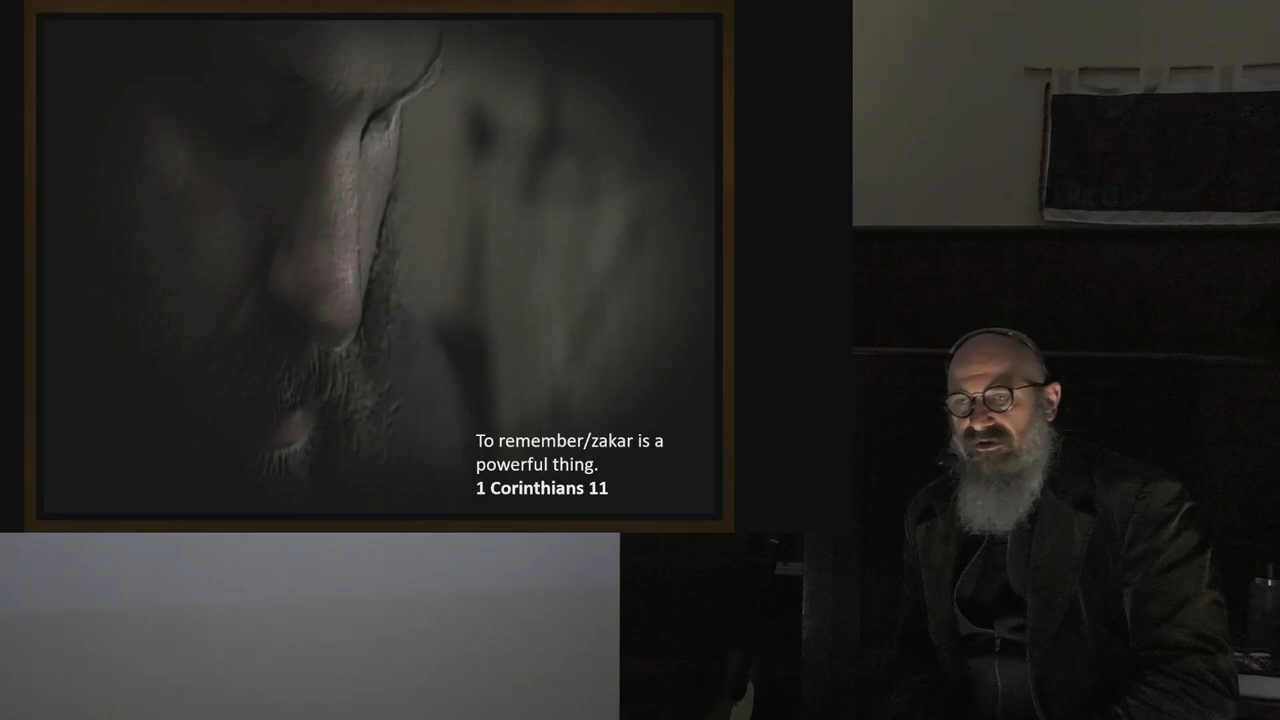 To remember/zakar is a
powerful thing.
1 Corinthians 11